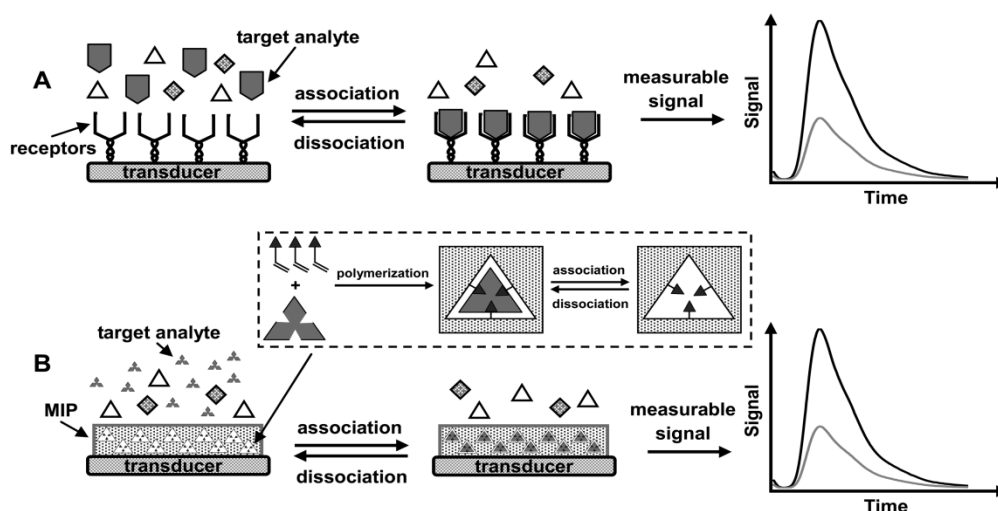 target analyte
A
receptors
transducer
association
dissociation
transducer
measurable
signal
Signal
Time
+
polymerization
association
dissociation
target analyte
B
MIP
transducer
association
dissociation
transducer
measurable
signal
Signal
Time